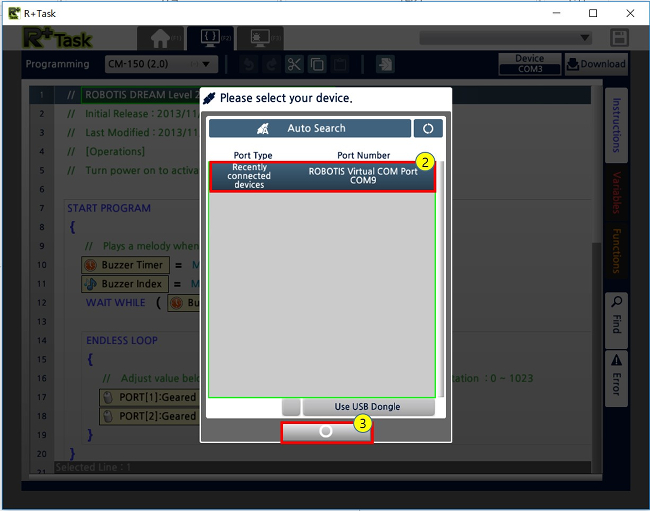 R+Task
R+Task
(F1)
(F2)
(F3)
Programming
CM-150 (2,0)
Device
COM3
Download
Please select your device.
Auto Search
Port Type
Port Number
Recently connected devices
ROBOTIS Virtual COM Port COM9
2
Use USB Dongle
3
1 // ROBOTIS DREAM Level 2
2 // Initial Release : 2013/11/
3 // Last Modified : 2013/11
4 // [Operations]
5 // Turn power on to activa
6
7 START PROGRAM
8 {
9 // Plays a melody when
10 Buzzer Timer = M
11 Buzzer Index = M
12 WAIT WHILE ( Bu
13
14 ENDLESS LOOP
15 {
16 // Adjust value belo tation : 0 ~ 1023
17 PORT[1]:Geared
18 PORT[2]:Geared
19 }
20 }
21
Selected Line : 1
Instructions
Variables
Functions
Find
Error